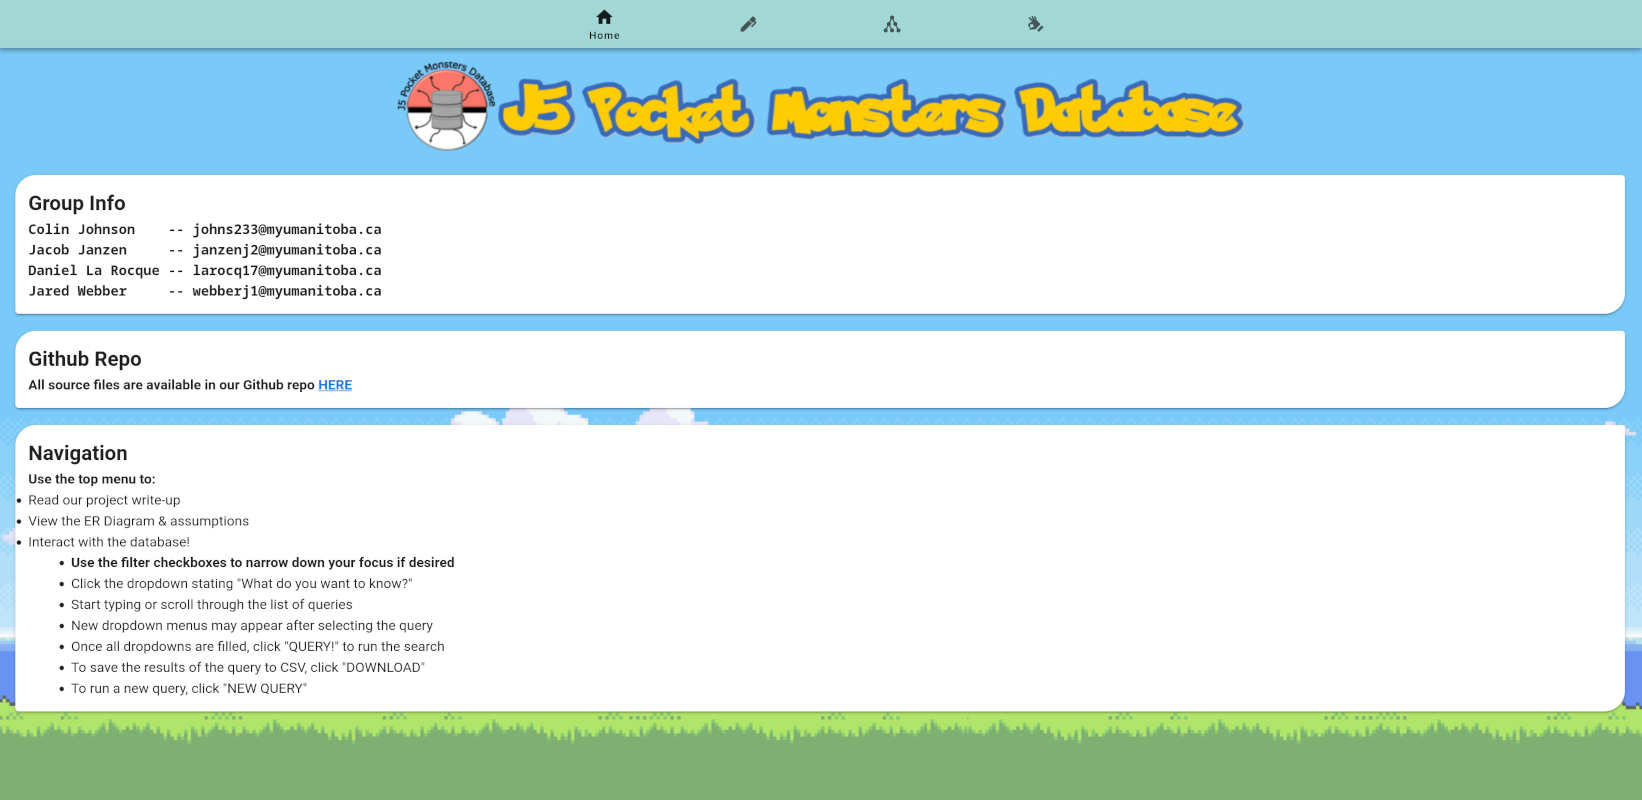 Home
J5 Pocket Monsters Database
J5 Pocket Monsters Database
Group Info
Colin Johnson    -- johns233@myumanitoba.ca
Jacob Janzen     -- janzenj2@myumanitoba.ca
Daniel La Rocque -- larocq17@myumanitoba.ca
Jared Webber     -- webberj1@myumanitoba.ca
Github Repo
All source files are available in our Github repo HERE
Navigation
Use the top menu to:
• Read our project write-up
• View the ER Diagram & assumptions
• Interact with the database!
• Use the filter checkboxes to narrow down your focus if desired
• Click the dropdown stating "What do you want to know?"
• Start typing or scroll through the list of queries
• New dropdown menus may appear after selecting the query
• Once all dropdowns are filled, click "QUERY!" to run the search
• To save the results of the query to CSV, click "DOWNLOAD"
• To run a new query, click "NEW QUERY"